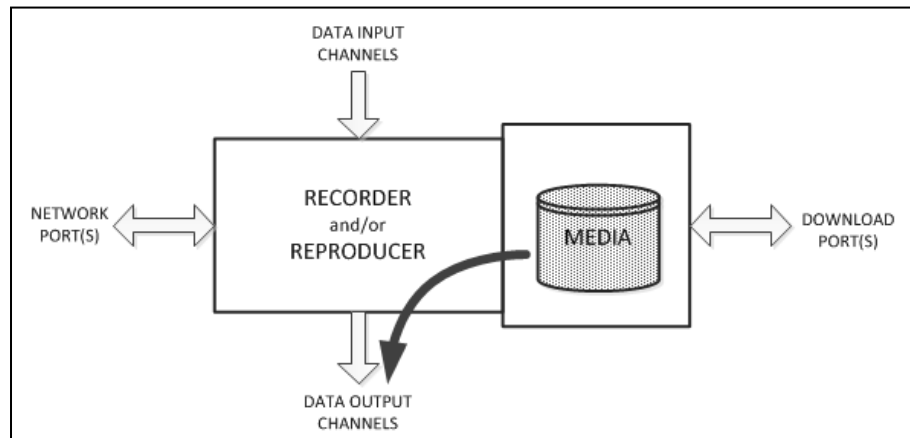 DATA INPUT
CHANNELS
RECORDER
and/or
REPRODUCER
NETWORK
PORT(S)
MEDIA
DOWNLOAD
PORT(S)
DATA OUTPUT
CHANNELS